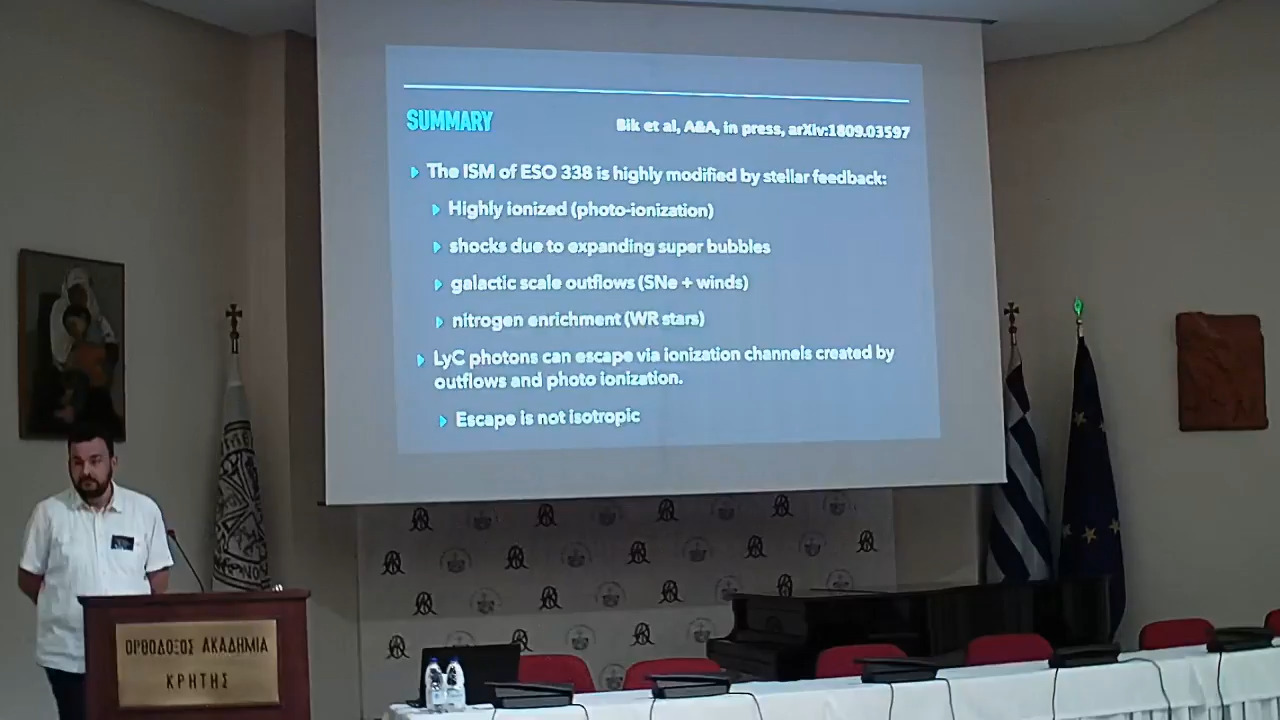 SUMMARY
Bik et al, A&A, in press, arXiv:1809.03597
The ISM of ESO 338 is highly modified by stellar feedback:
Highly ionized (photo-ionization)
shocks due to expanding super bubbles
galactic scale outflows (SNe + winds)
nitrogen enrichment (WR stars)
LyC photons can escape via ionization channels created by
outflows and photo ionization.
Escape is not isotropic
ΟΡΘΟΔΟΞΟΣ ΑΚΑΔΗΜΙΑ
ΚΡΗΤΗΣ